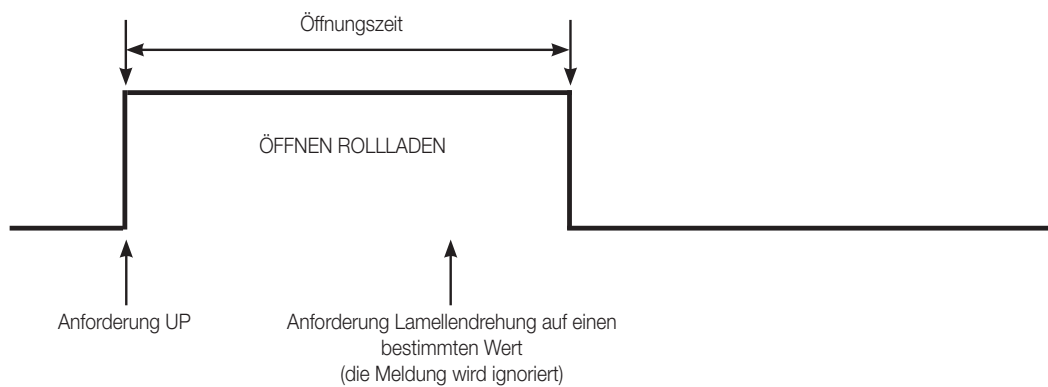 Öffnungszeit
ÖFFNEN ROLLLADEN
Anforderung UP
Anforderung Lamellendrehung auf einen
bestimmten Wert
(die Meldung wird ignoriert)